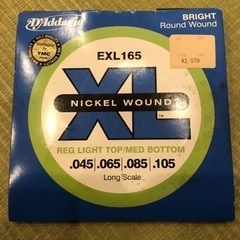 D'Addario
BRIGHT
Round Wound
EXL165
TMC
¥2,079
XL
NICKEL WOUND
REG LIGHT TOP/MED BOTTOM
.045 .065 .085 .105
Long Scale